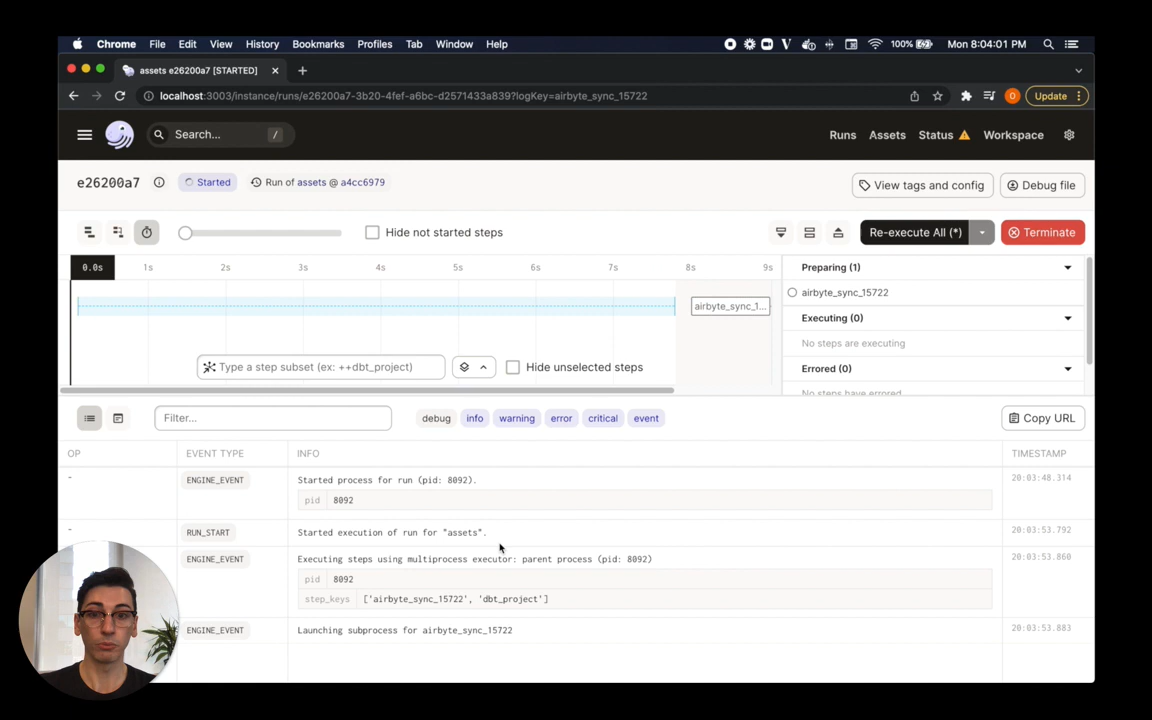 Chrome File Edit View History Bookmarks Profiles Tab Window Help
100% Mon 8:04:01 PM
assets e26200a7 [STARTED]
localhost:3003/instance/runs/e26200a7-3b20-4fef-a6bc-d2571433a839?logKey=airbyte_sync_15722
O
Update
Search... /
Runs Assets Status Workspace
e26200a7 Started Run of assets @ a4cc6979
View tags and config Debug file
Hide not started steps
Re-execute All (*) Terminate
0.0s 1s 2s 3s 4s 5s 6s 7s 8s 9s
airbyte_sync_1...
Type a step subset (ex: ++dbt_project)
Hide unselected steps
Preparing (1)
airbyte_sync_15722
Executing (0)
No steps are executing
Errored (0)
No steps have errored
Filter... debug info warning error critical event Copy URL
OP EVENT TYPE INFO TIMESTAMP
- ENGINE_EVENT Started process for run (pid: 8092). 20:03:48.314
pid 8092
- RUN_START Started execution of run for "assets". 20:03:53.792
ENGINE_EVENT Executing steps using multiprocess executor: parent process (pid: 8092) 20:03:53.860
pid 8092
step_keys ['airbyte_sync_15722', 'dbt_project']
ENGINE_EVENT Launching subprocess for airbyte_sync_15722 20:03:53.883